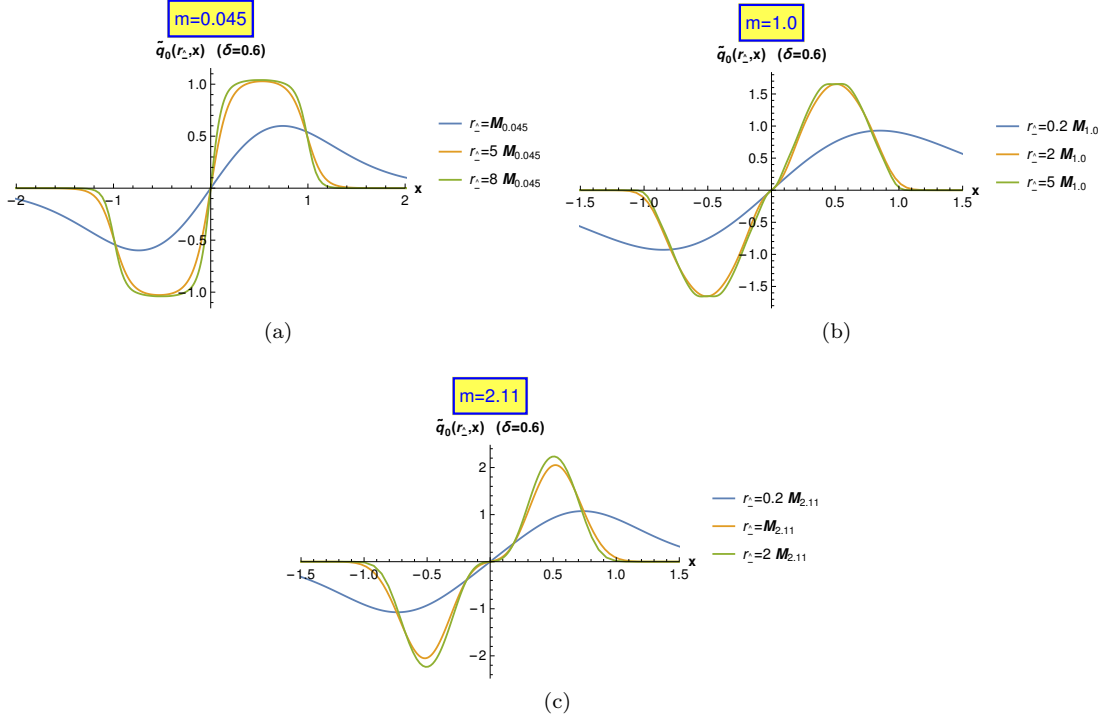 m=0.045
q̃₀(r_^,x) (δ=0.6)
1.0
0.5
−2
−1
1
2
x
−0.5
−1.0
r_^=M₀.₀₄₅
r_^=5 M₀.₀₄₅
r_^=8 M₀.₀₄₅
(a)
m=1.0
q̃₀(r_^,x) (δ=0.6)
1.5
1.0
0.5
−1.5
−1.0
−0.5
0.5
1.0
1.5
x
−0.5
−1.0
−1.5
r_^=0.2 M₁.₀
r_^=2 M₁.₀
r_^=5 M₁.₀
(b)
m=2.11
q̃₀(r_^,x) (δ=0.6)
2
1
−1.5
−1.0
−0.5
0.5
1.0
1.5
x
−1
−2
r_^=0.2 M₂.₁₁
r_^=M₂.₁₁
r_^=2 M₂.₁₁
(c)